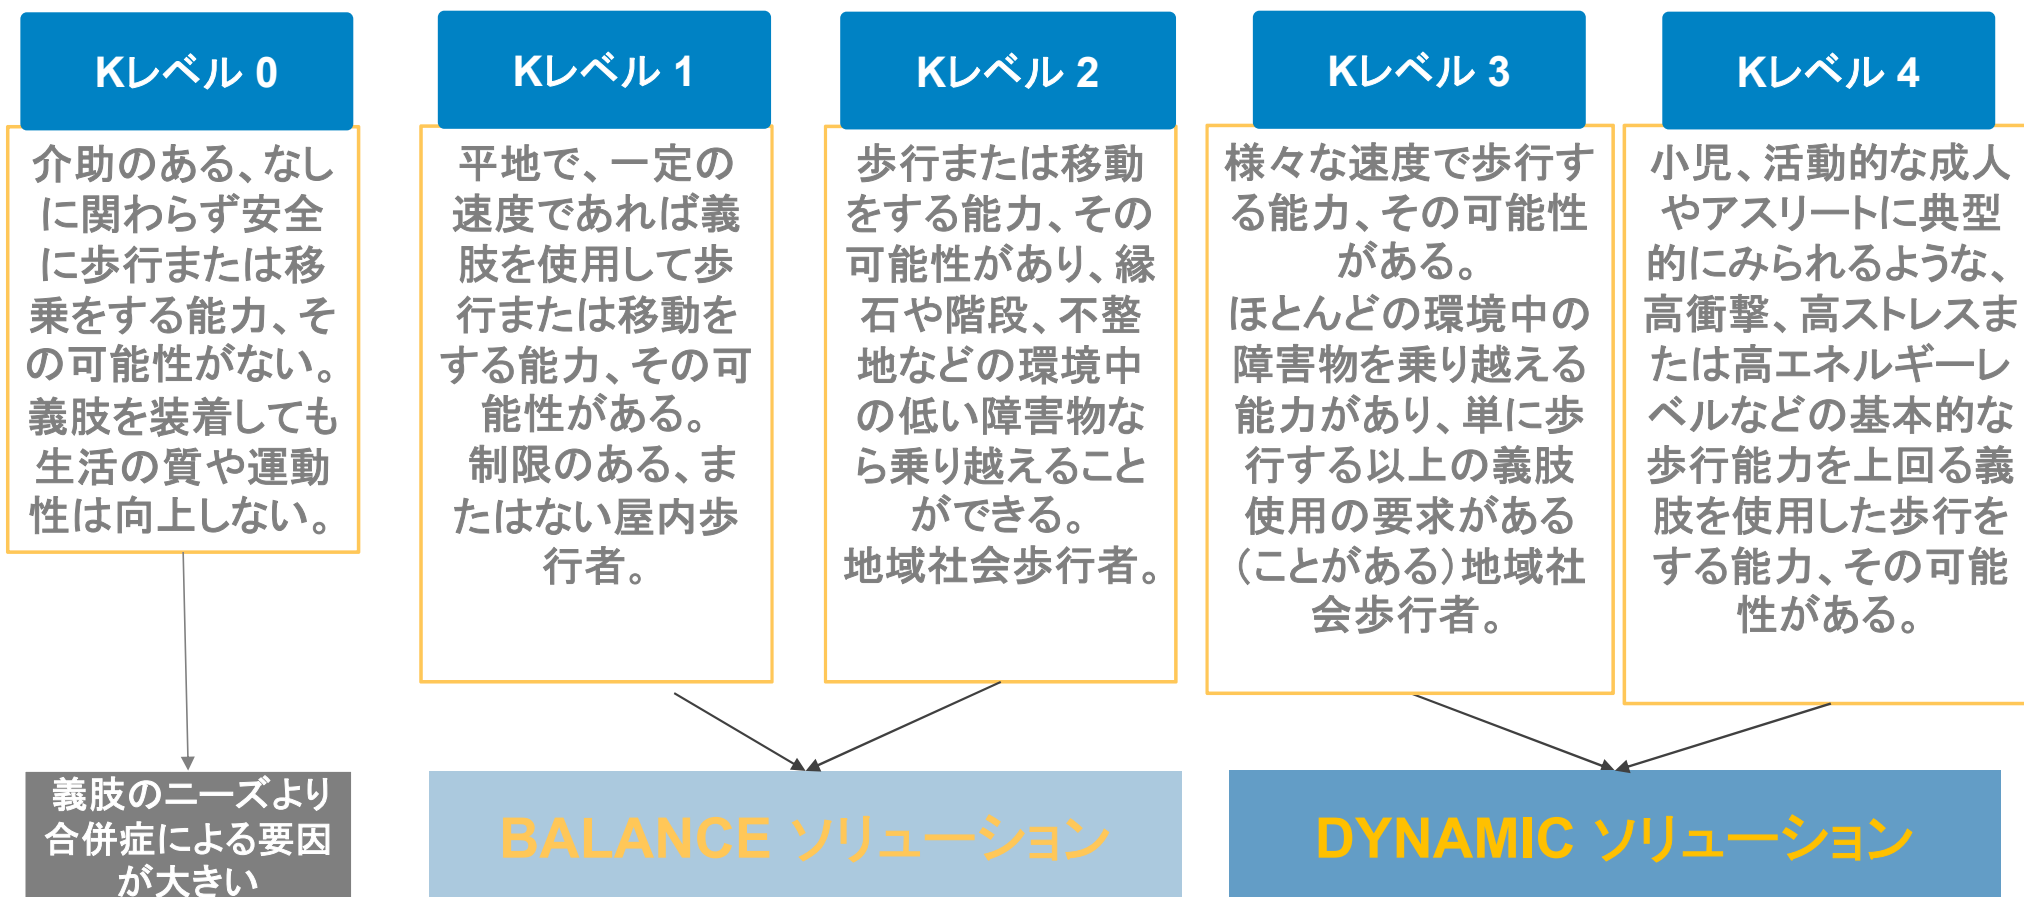 Kレベル 0
介助のある、なし
に関わらず安全
に歩行または移
乗をする能力、そ
の可能性がない。
義肢を装着しても
生活の質や運動
性は向上しない。
義肢のニーズより
合併症による要因
が大きい
Kレベル 1
平地で、一定の
速度であれば義
肢を使用して歩
行または移動を
する能力、その可
能性がある。
制限のある、ま
たはない屋内歩
行者。
Kレベル 2
歩行または移動
をする能力、その
可能性があり、縁
石や階段、不整
地などの環境中
の低い障害物な
ら乗り越えること
ができる。
地域社会歩行者。
BALANCE ソリューション
Kレベル 3
様々な速度で歩行す
る能力、その可能性
がある。
ほとんどの環境中の
障害物を乗り越える
能力があり、単に歩
行する以上の義肢
使用の要求がある
（ことがある）地域社
会歩行者。
Kレベル 4
小児、活動的な成人
やアスリートに典型
的にみられるような、
高衝撃、高ストレスま
たは高エネルギーレ
ベルなどの基本的な
歩行能力を上回る義
肢を使用した歩行を
する能力、その可能
性がある。
DYNAMIC ソリューション